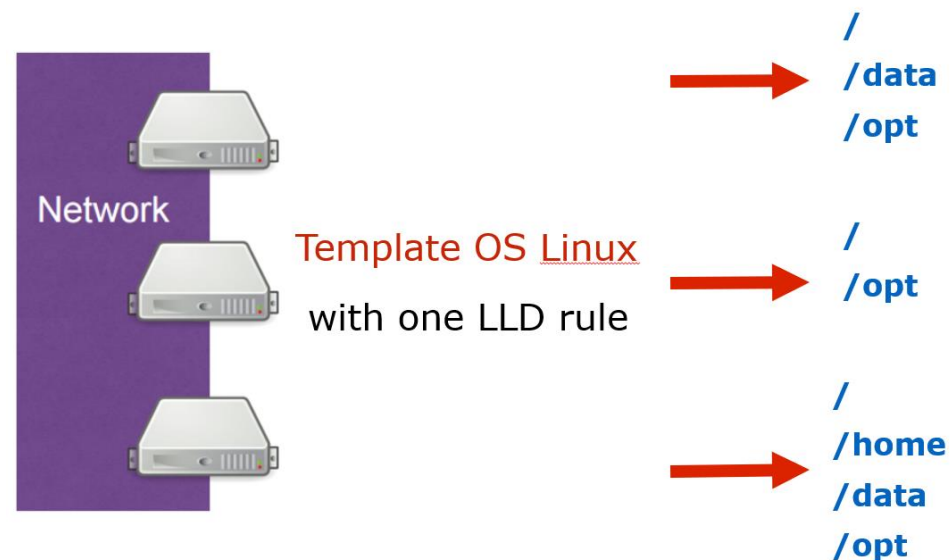 Network
Template OS Linux
with one LLD rule
/
/data
/opt
/
/opt
/
/home
/data
/opt